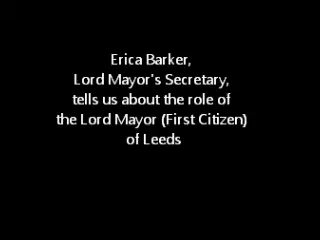 Erica Barker,
Lord Mayor's Secretary,
tells us about the role of
the Lord Mayor (First Citizen)
of Leeds